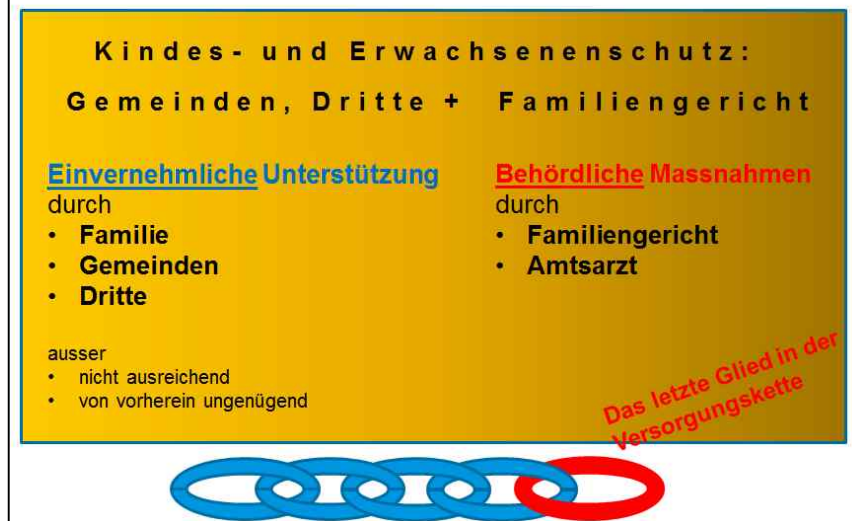 Kindes- und Erwachsenenschutz:
Gemeinden, Dritte + Familiengericht
Einvernehmliche Unterstützung
durch
• Familie
• Gemeinden
• Dritte
ausser
• nicht ausreichend
• von vorherein ungenügend
Behördliche Massnahmen
durch
• Familiengericht
• Amtsarzt
Das letzte Glied in der
Versorgungskette